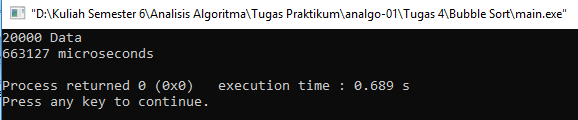 "D:\Kuliah Semester 6\Analisis Algoritma\Tugas Praktikum\analgo-01\Tugas 4\Bubble Sort\main.exe"
20000 Data
663127 microseconds
Process returned 0 (0x0)   execution time : 0.689 s
Press any key to continue.